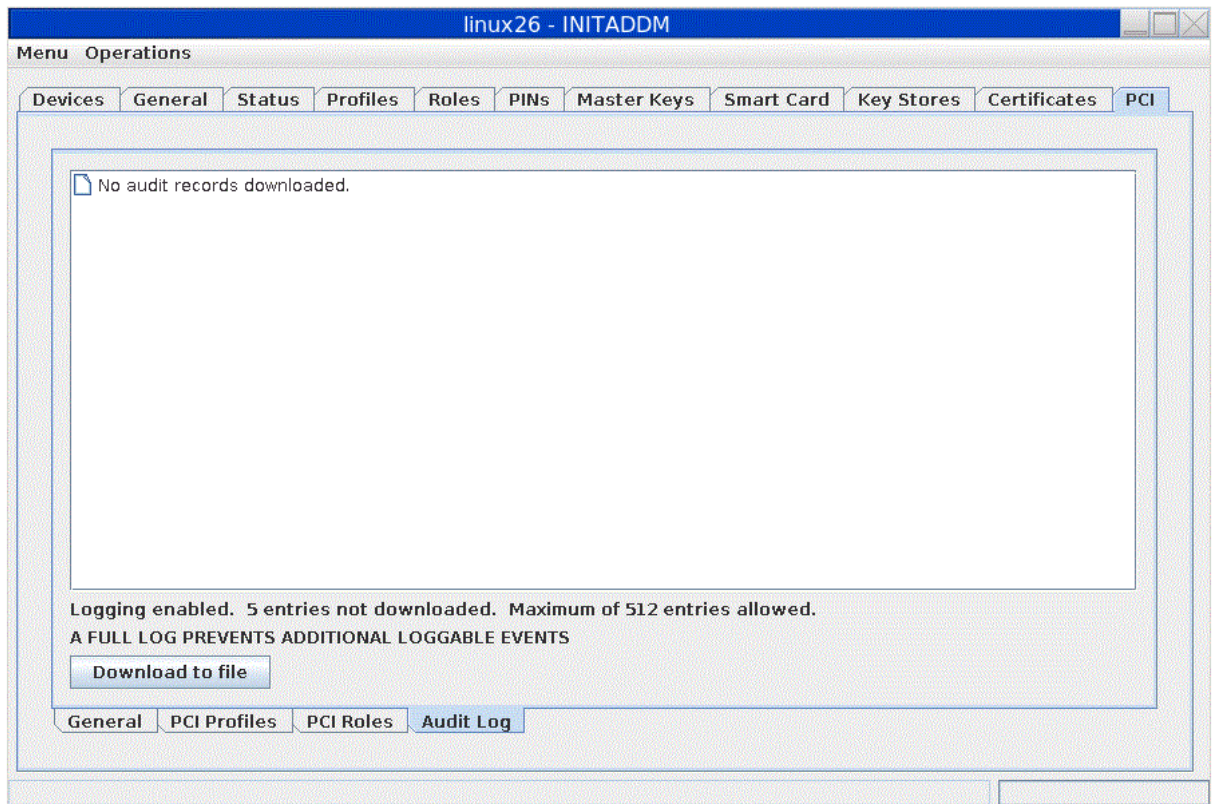 linux26 - INITADDM
Menu Operations
Devices General Status Profiles Roles PINs Master Keys Smart Card Key Stores Certificates PCI
No audit records downloaded.
Logging enabled. 5 entries not downloaded. Maximum of 512 entries allowed.
A FULL LOG PREVENTS ADDITIONAL LOGGABLE EVENTS
Download to file
General PCI Profiles PCI Roles Audit Log